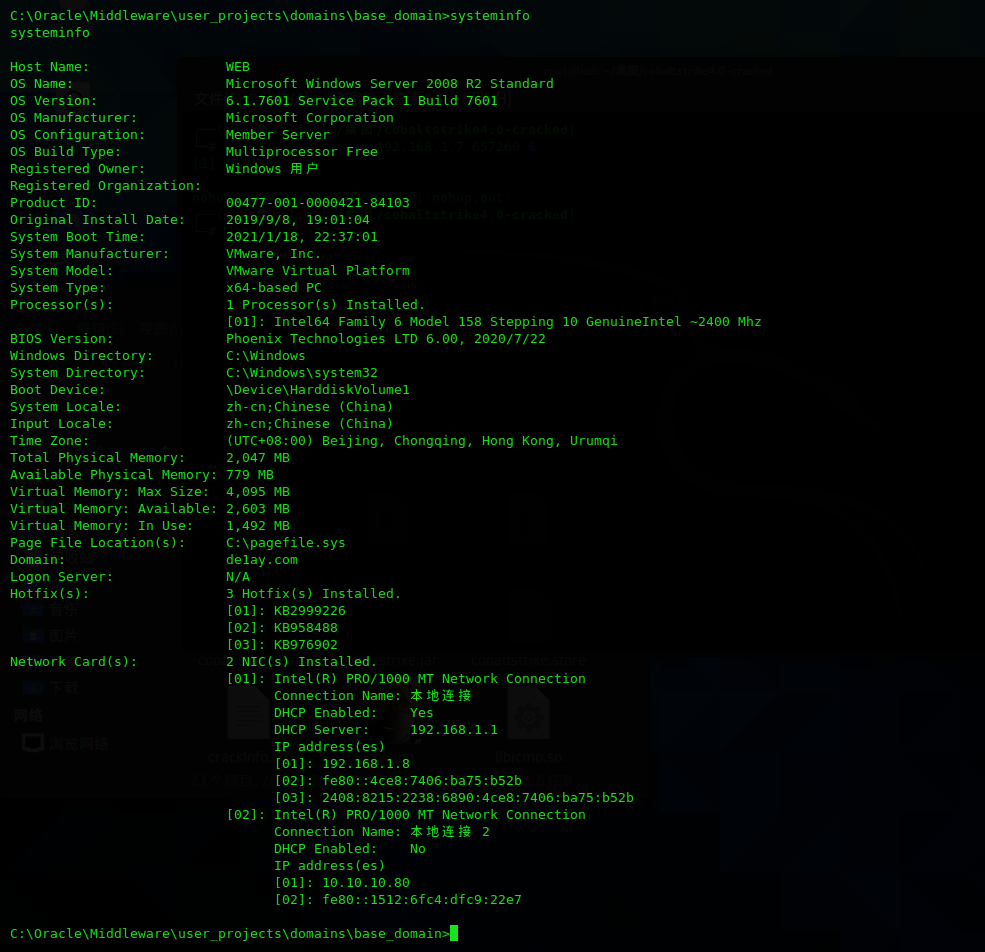 C:\Oracle\Middleware\user_projects\domains\base_domain>systeminfo
systeminfo
Host Name: WEB
OS Name: Microsoft Windows Server 2008 R2 Standard
OS Version: 6.1.7601 Service Pack 1 Build 7601
OS Manufacturer: Microsoft Corporation
OS Configuration: Member Server
OS Build Type: Multiprocessor Free
Registered Owner: Windows 用户
Registered Organization:
Product ID: 00477-001-0000421-84103
Original Install Date: 2019/9/8, 19:01:04
System Boot Time: 2021/1/18, 22:37:01
System Manufacturer: VMware, Inc.
System Model: VMware Virtual Platform
System Type: x64-based PC
Processor(s): 1 Processor(s) Installed.
[01]: Intel64 Family 6 Model 158 Stepping 10 GenuineIntel ~2400 Mhz
BIOS Version: Phoenix Technologies LTD 6.00, 2020/7/22
Windows Directory: C:\Windows
System Directory: C:\Windows\system32
Boot Device: \Device\HarddiskVolume1
System Locale: zh-cn;Chinese (China)
Input Locale: zh-cn;Chinese (China)
Time Zone: (UTC+08:00) Beijing, Chongqing, Hong Kong, Urumqi
Total Physical Memory: 2,047 MB
Available Physical Memory: 779 MB
Virtual Memory: Max Size: 4,095 MB
Virtual Memory: Available: 2,603 MB
Virtual Memory: In Use: 1,492 MB
Page File Location(s): C:\pagefile.sys
Domain: de1ay.com
Logon Server: N/A
Hotfix(s): 3 Hotfix(s) Installed.
[01]: KB2999226
[02]: KB958488
[03]: KB976902
Network Card(s): 2 NIC(s) Installed.
[01]: Intel(R) PRO/1000 MT Network Connection
Connection Name: 本地连接
DHCP Enabled: Yes
DHCP Server: 192.168.1.1
IP address(es)
[01]: 192.168.1.8
[02]: fe80::4ce8:7406:ba75:b52b
[03]: 2408:8215:2238:6890:4ce8:7406:ba75:b52b
[02]: Intel(R) PRO/1000 MT Network Connection
Connection Name: 本地连接 2
DHCP Enabled: No
IP address(es)
[01]: 10.10.10.80
[02]: fe80::1512:6fc4:dfc9:22e7
C:\Oracle\Middleware\user_projects\domains\base_domain>
音乐
图片
下载
网络
浏览网络